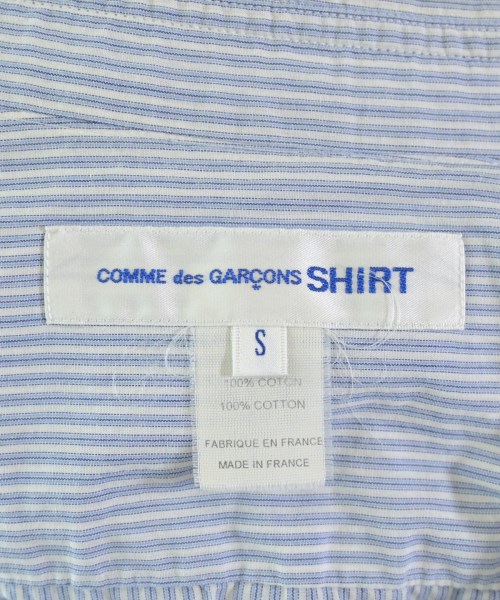 COMME des GARÇONS SHIRT
S
100% COTON
100% COTTON
FABRIQUE EN FRANCE
MADE IN FRANCE